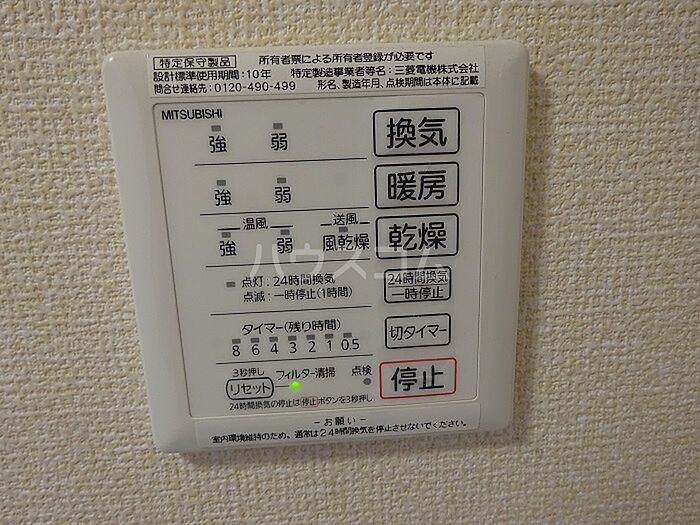 特定保守製品 所有者票による所有者登録が必要です
設計標準使用期間:10年 特定製造事業者等名:三菱電機株式会社
問合せ連絡先:0120-490-499 形名、製造年月、点検期間は本体に記載
MITSUBISHI
強 弱 換気
強 弱 暖房
温風 送風
強 弱 風乾燥 乾燥
ハウスコム
点灯:24時間換気
点滅:一時停止(1時間)
24時間換気
一時停止
タイマー(残り時間)
8 6 4 3 2 1 0.5
切タイマー
3秒押し フィルター清掃 点検
リセット
停止
24時間換気の停止は停止ボタンを3秒押し
-お願い-
室内環境維持のため、通常は24時間換気を停止させないでください。